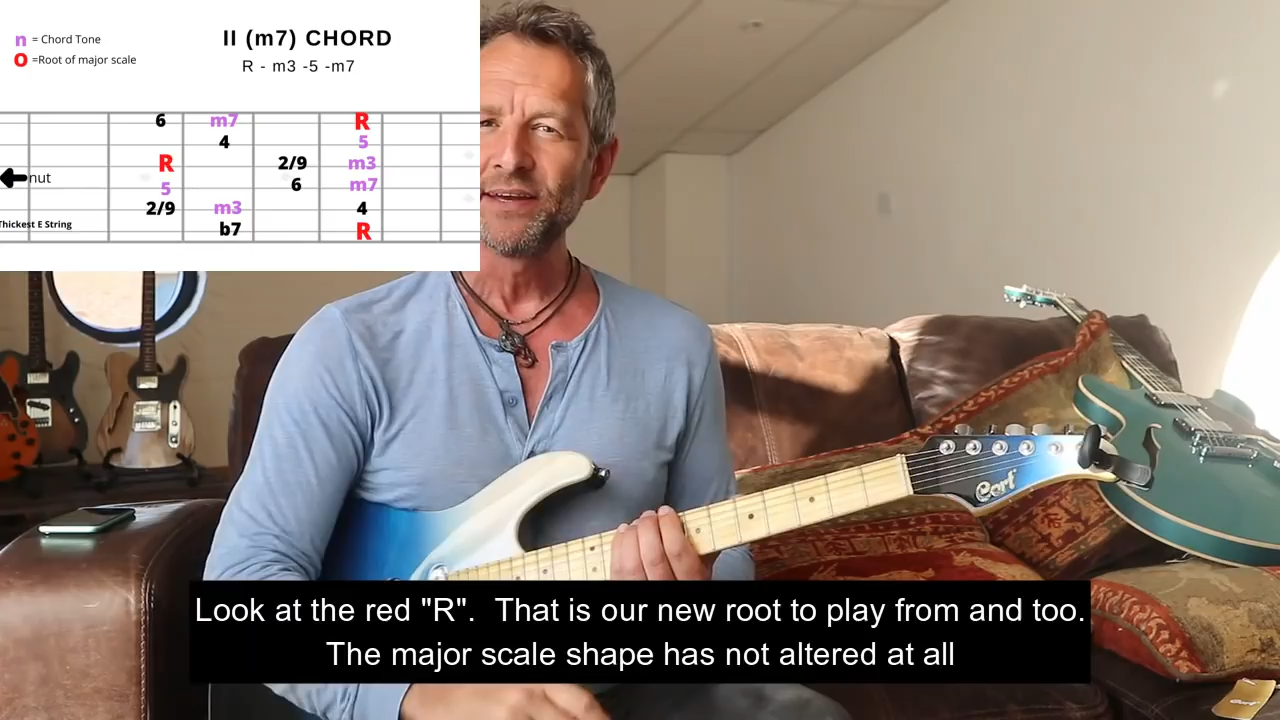 II (m7) CHORD
n = Chord Tone
O =Root of major scale
R - m3 -5 -m7
6 m7 R
4 5
R 2/9 m3
nut
5 6 m7
2/9 m3 4
Thickest E String
b7 R
Cort
Look at the red "R".  That is our new root to play from and too.
The major scale shape has not altered at all
Cort